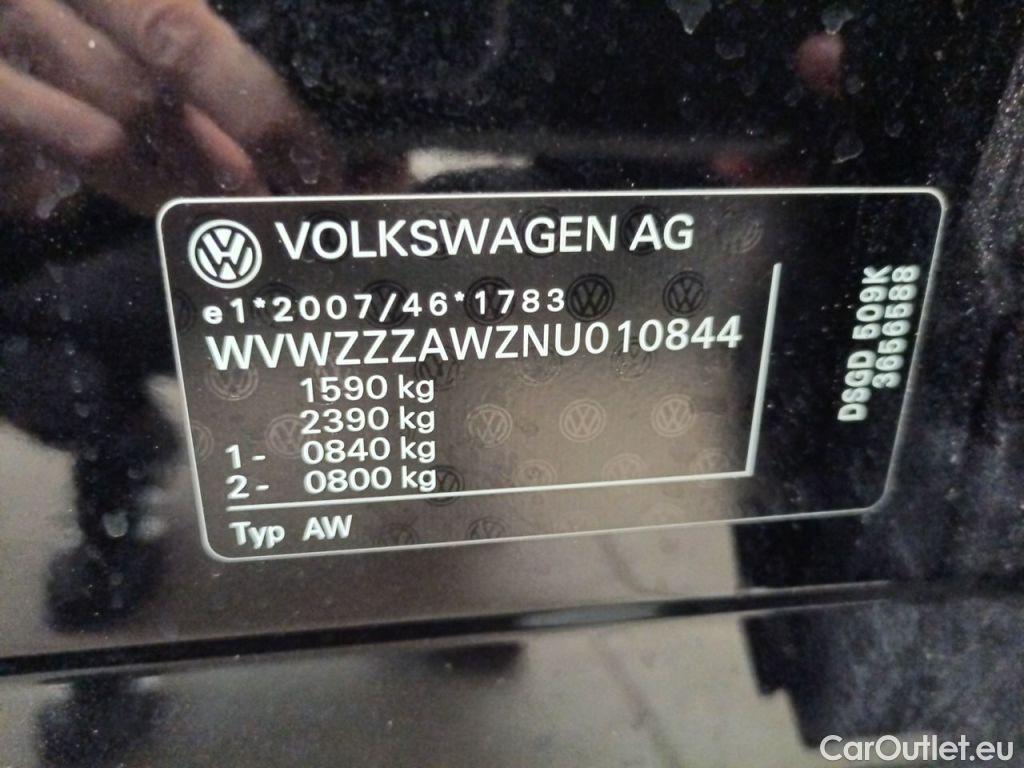 VOLKSWAGEN AG
e1*2007/46*1783
WVWZZZAWZNU010844
1590 kg
2390 kg
1- 0840 kg
2- 0800 kg
Typ AW
DSGD 509K
3656588
CarOutlet.eu